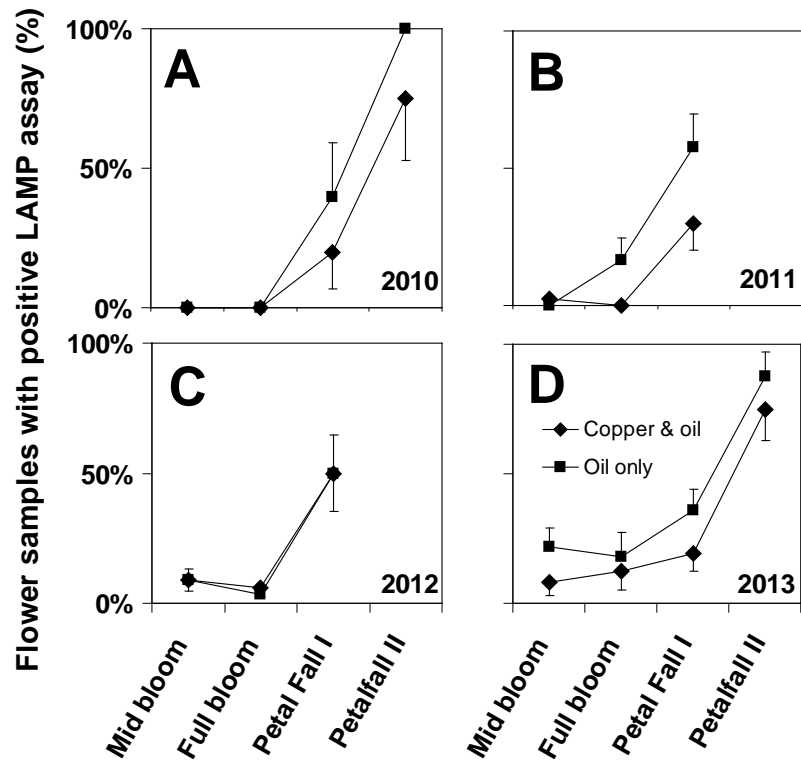 Flower samples with positive LAMP assay (%)
100%
50%
0%
A
2010
B
2011
100%
50%
0%
C
2012
D
Copper & oil
Oil only
2013
Mid bloom
Full bloom
Petal Fall I
Petalfall II
Mid bloom
Full bloom
Petal Fall I
Petalfall II